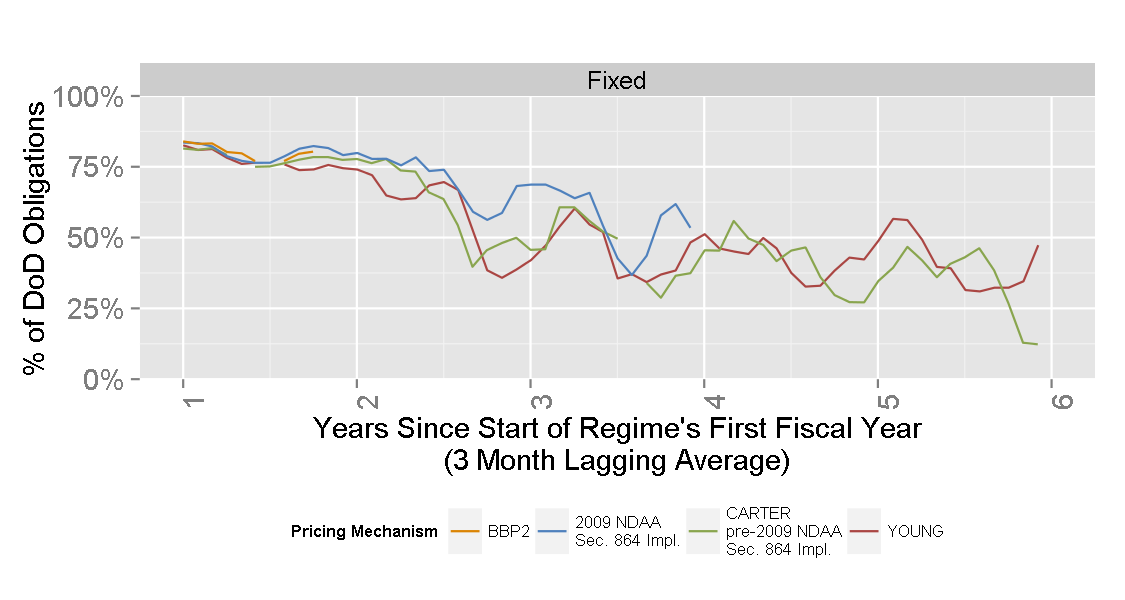 Fixed
100%
75%
50%
25%
0%
% of DoD Obligations
1 2 3 4 5 6
Years Since Start of Regime's First Fiscal Year
(3 Month Lagging Average)
Pricing Mechanism
BBP2
2009 NDAA
Sec. 864 Impl.
CARTER
pre-2009 NDAA
Sec. 864 Impl.
YOUNG